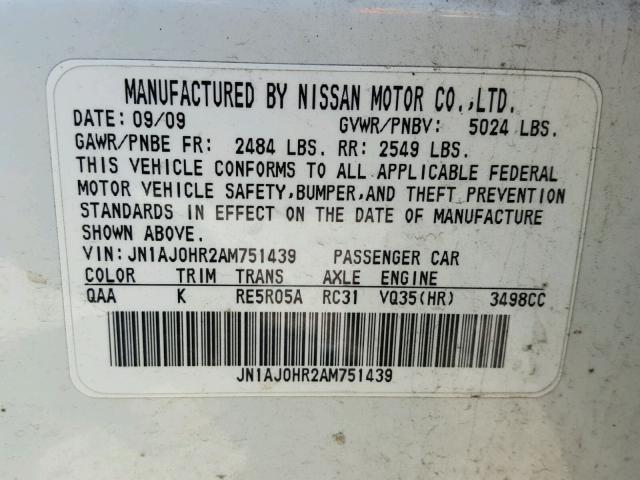 MANUFACTURED BY NISSAN MOTOR CO.,LTD.
DATE: 09/09 GVWR/PNBV: 5024 LBS.
GAWR/PNBE FR: 2484 LBS. RR: 2549 LBS.
THIS VEHICLE CONFORMS TO ALL APPLICABLE FEDERAL
MOTOR VEHICLE SAFETY,BUMPER,AND THEFT PREVENTION
STANDARDS IN EFFECT ON THE DATE OF MANUFACTURE
SHOWN ABOVE.
VIN: JN1AJ0HR2AM751439 PASSENGER CAR
COLOR TRIM TRANS AXLE ENGINE
QAA K RE5R05A RC31 VQ35(HR) 3498CC
JN1AJ0HR2AM751439